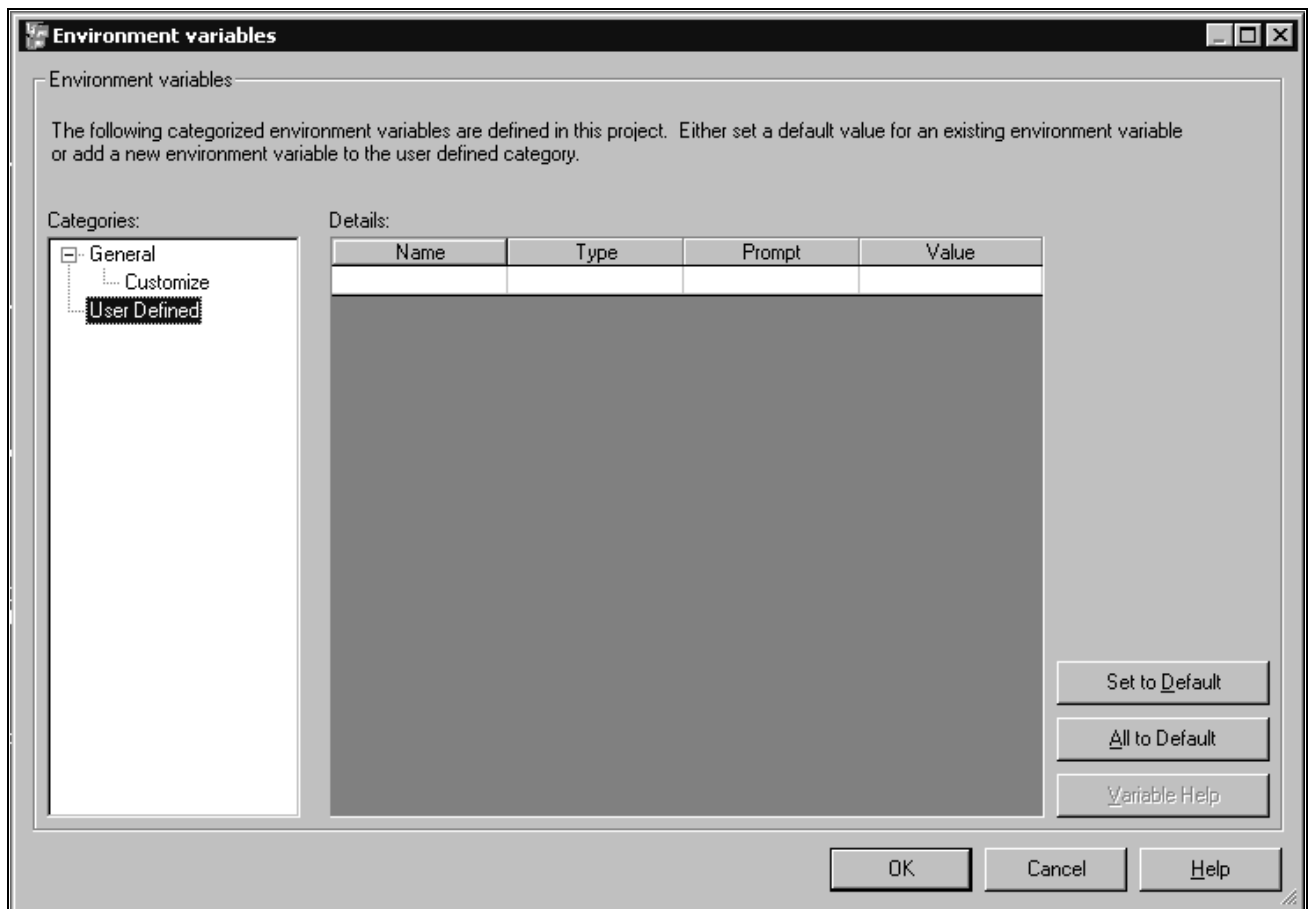 Environment variables
Environment variables
The following categorized environment variables are defined in this project.  Either set a default value for an existing environment variable
or add a new environment variable to the user defined category.
Categories:
Details:
General
Customize
User Defined
Name Type Prompt Value
Set to Default
All to Default
Variable Help
OK Cancel Help